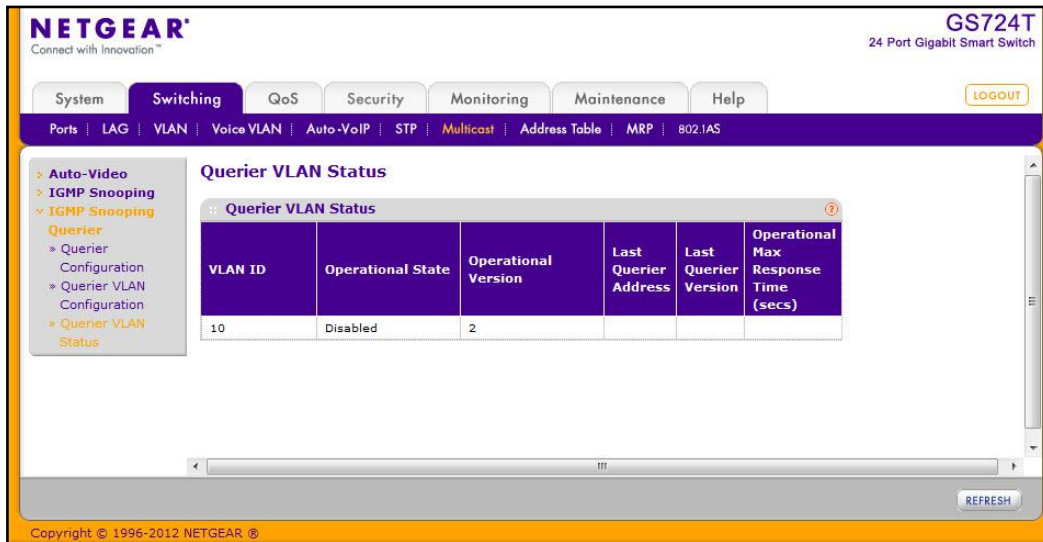 NETGEAR®
Connect with Innovation™
GS724T
24 Port Gigabit Smart Switch
System Switching QoS Security Monitoring Maintenance Help LOGOUT
Ports LAG VLAN Voice VLAN Auto-VoIP STP Multicast Address Table MRP 802.1AS
Auto-Video
IGMP Snooping
IGMP Snooping
Querier
» Querier
Configuration
» Querier VLAN
Configuration
» Querier VLAN
Status
Querier VLAN Status
Querier VLAN Status ?
VLAN ID
Operational State
Operational
Version
Last
Querier
Address
Last
Querier
Version
Operational
Max
Response
Time
(secs)
10 Disabled 2
REFRESH
Copyright © 1996-2012 NETGEAR ®